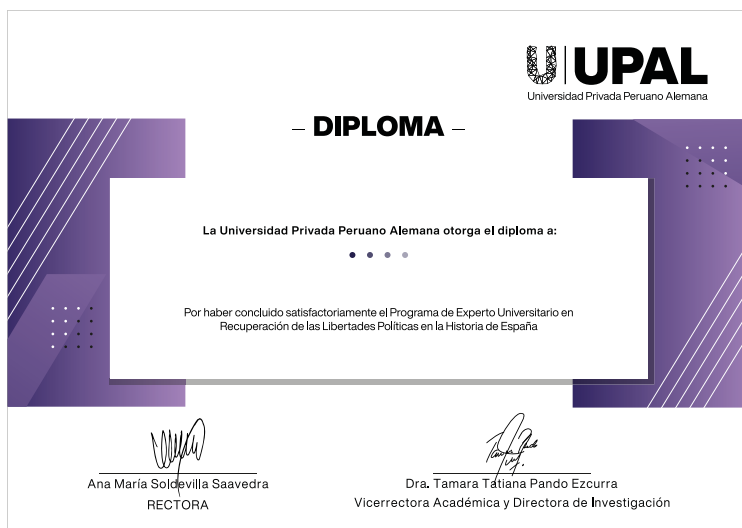 UPAL
Universidad Privada Peruano Alemana
– DIPLOMA –
La Universidad Privada Peruano Alemana otorga el diploma a:
Por haber concluido satisfactoriamente el Programa de Experto Universitario en
Recuperación de las Libertades Políticas en la Historia de España
Ana María Soldevilla Saavedra
RECTORA
Dra. Tamara Tatiana Pando Ezcurra
Vicerrectora Académica y Directora de Investigación